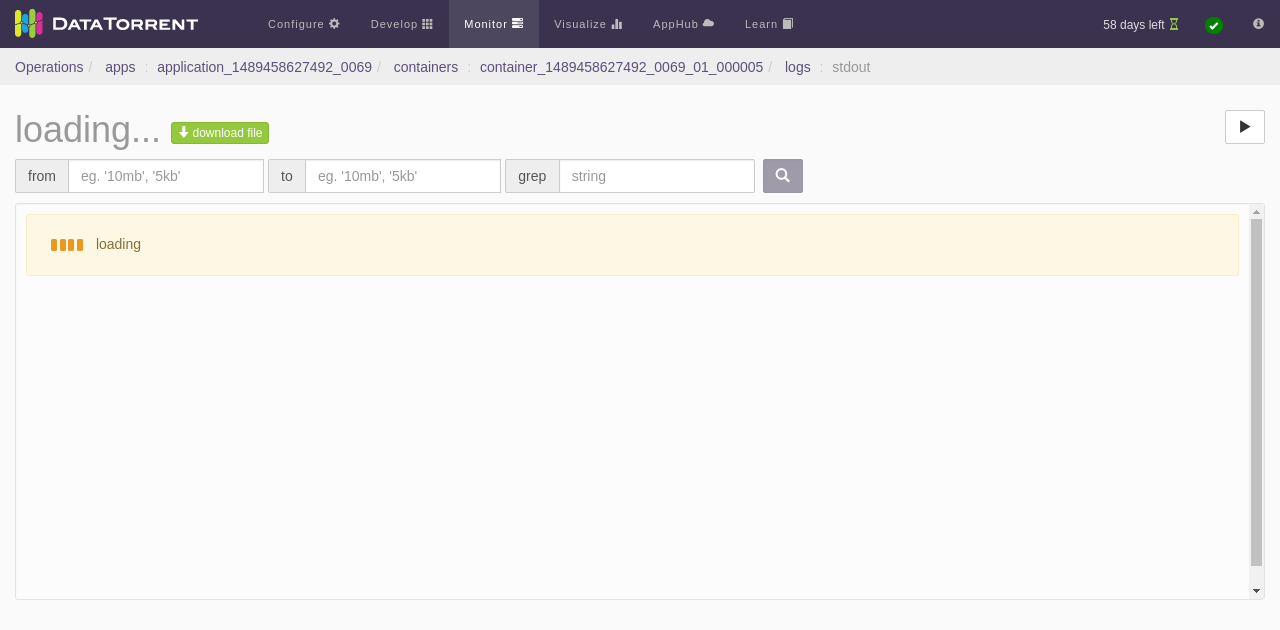 DATATORRENT Configure Develop Monitor Visualize AppHub Learn 58 days left
Operations / apps : application_1489458627492_0069 / containers : container_1489458627492_0069_01_000005 / logs : stdout
loading... download file
from eg. '10mb', '5kb' to eg. '10mb', '5kb' grep string
loading